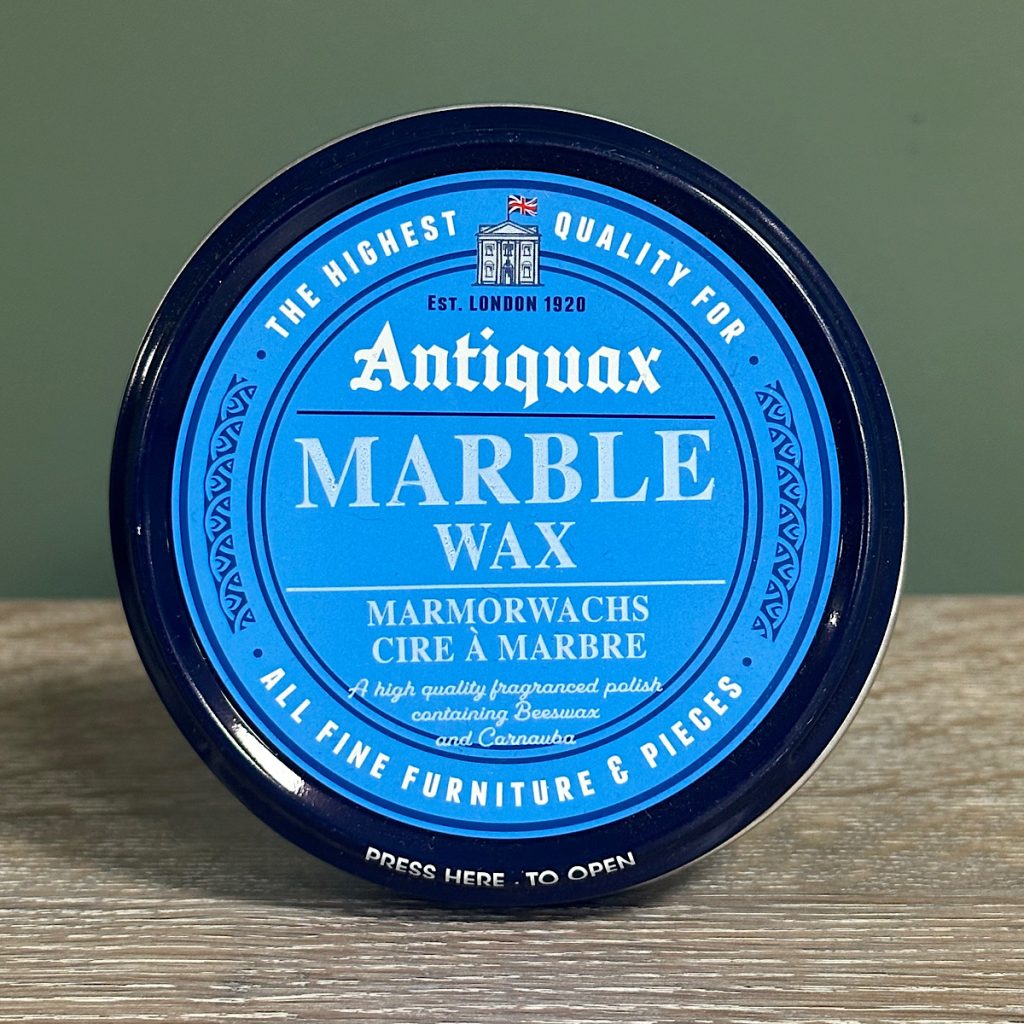 THE HIGHEST QUALITY FOR
Est. LONDON 1920
Antiquax
MARBLE
WAX
MARMORWACHS
CIRE À MARBRE
A high quality fragranced polish
containing Beeswax
and Carnauba
ALL FINE FURNITURE & PIECES
PRESS HERE . TO OPEN